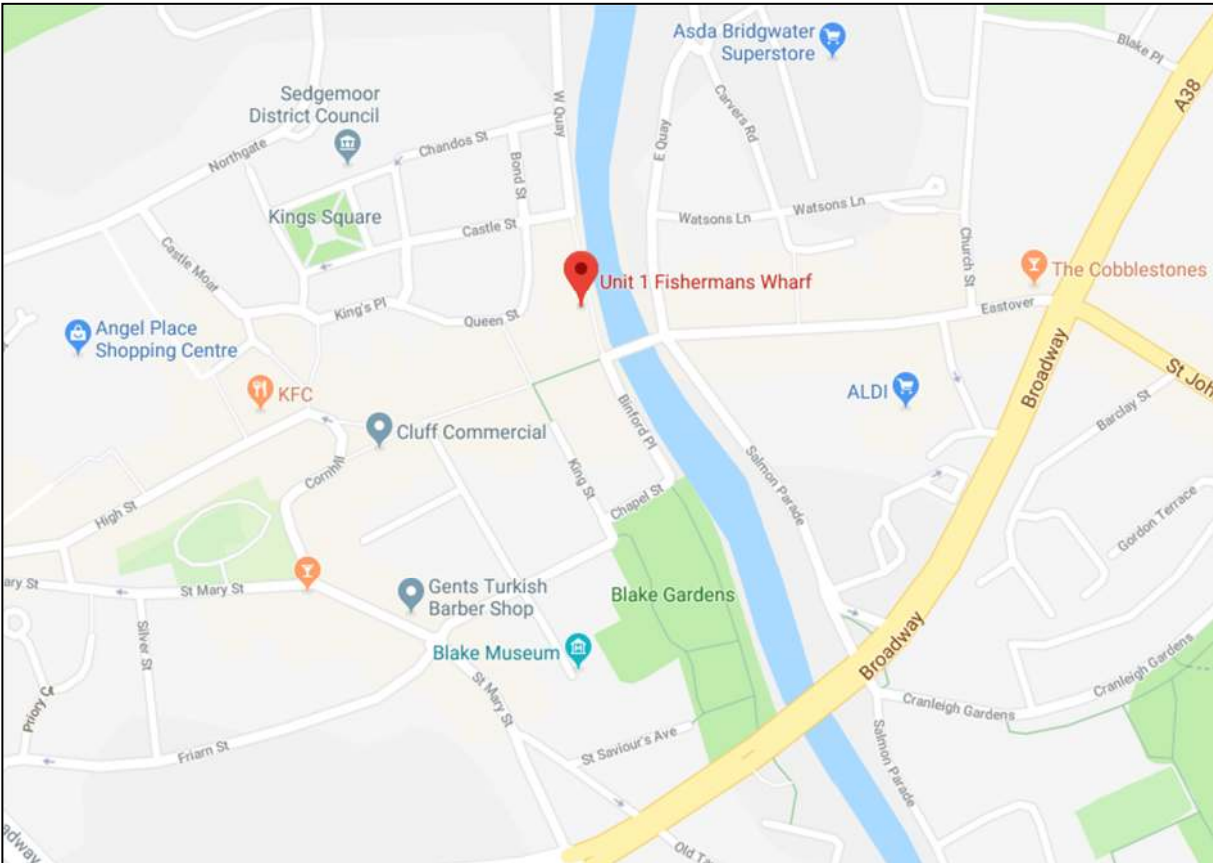 Asda Bridgwater
Superstore
Blake Pl
A38
Sedgemoor
District Council
W Quay
Carvers Rd
E Quay
Chandos St
Northgate
Bond St
Kings Square
Castle St
Watsons Ln
Watsons Ln
Church St
Castle Moat
The Cobblestones
Unit 1 Fishermans Wharf
King's Pl
Queen St
Eastover
Angel Place
Shopping Centre
Broadway
St Joh
KFC
ALDI
Barclay St
Binford Pl
Cluff Commercial
Cornhill
King St
Salmon Parade
High St
Chapel St
Gordon Terrace
ary St
St Mary St
Gents Turkish
Barber Shop
Blake Gardens
Silver St
Blake Museum
Broadway
Priory Ct
St Mary St
Cranleigh Gardens
Cranleigh Gardens
Friarn St
St Saviour's Ave
Salmon Parade
oadway
Old Ta